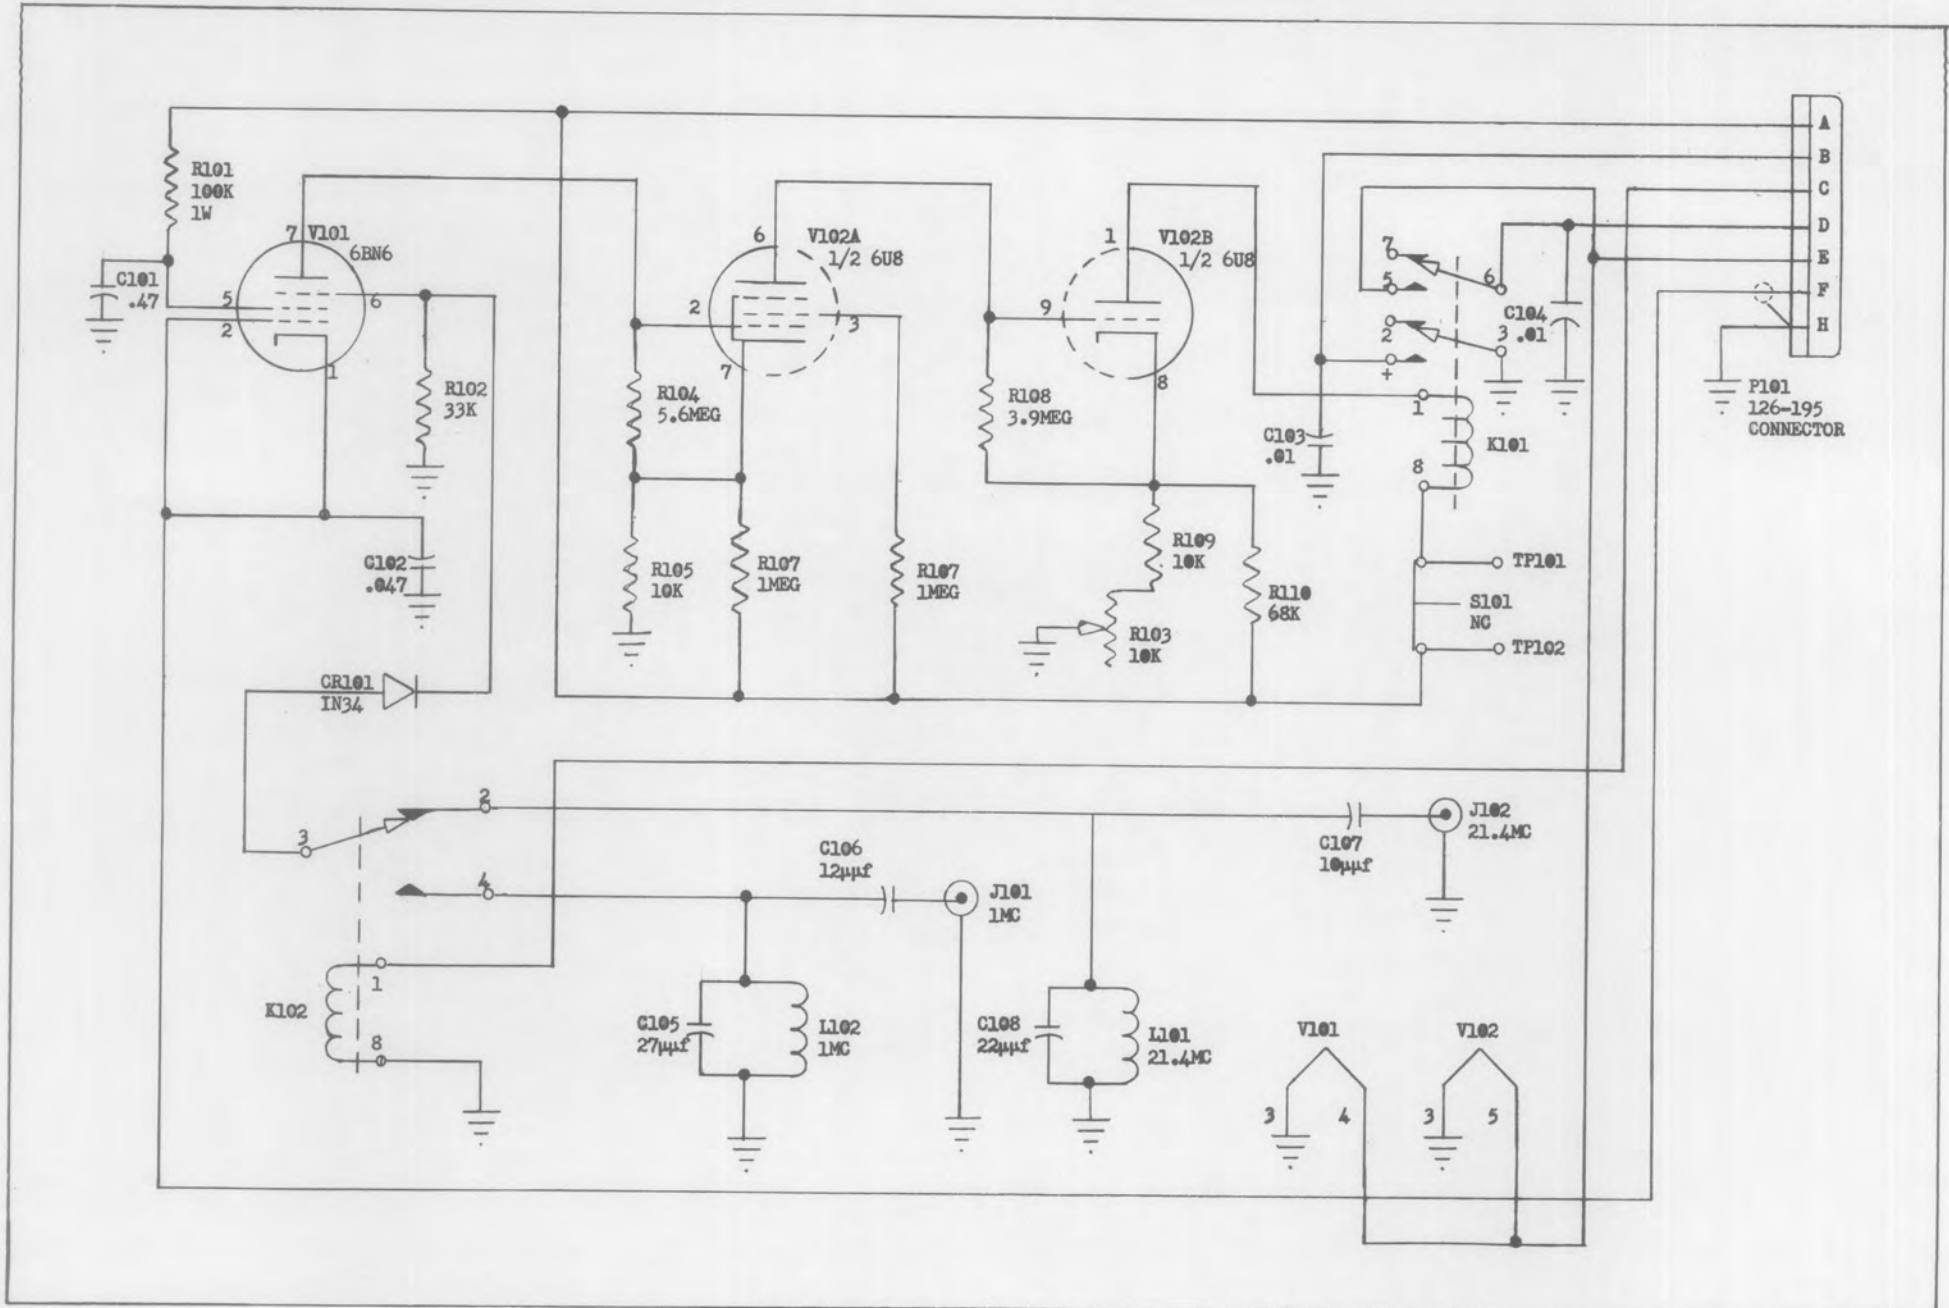 A
B
C
D
E
F
H
P101
126-195
CONNECTOR
R101
100K
1W
C101
.47
7 V101
6BN6
5
2
6
1
R102
33K
C102
.047
CR101
IN34
6
V102A
1/2 6U8
2
3
7
R104
5.6MEG
R105
10K
R107
1MEG
R107
1MEG
1
V102B
1/2 6U8
9
8
R108
3.9MEG
R109
10K
R103
10K
R110
68K
C103
.01
7
5
6
2
3
+
C104
.01
1
8
K101
TP101
S101
NC
TP102
2
3
4
1
8
K102
C106
12µµf
J101
1MC
C107
10µµf
J102
21.4MC
C105
27µµf
L102
1MC
C108
22µµf
L101
21.4MC
V101
3
4
V102
3
5